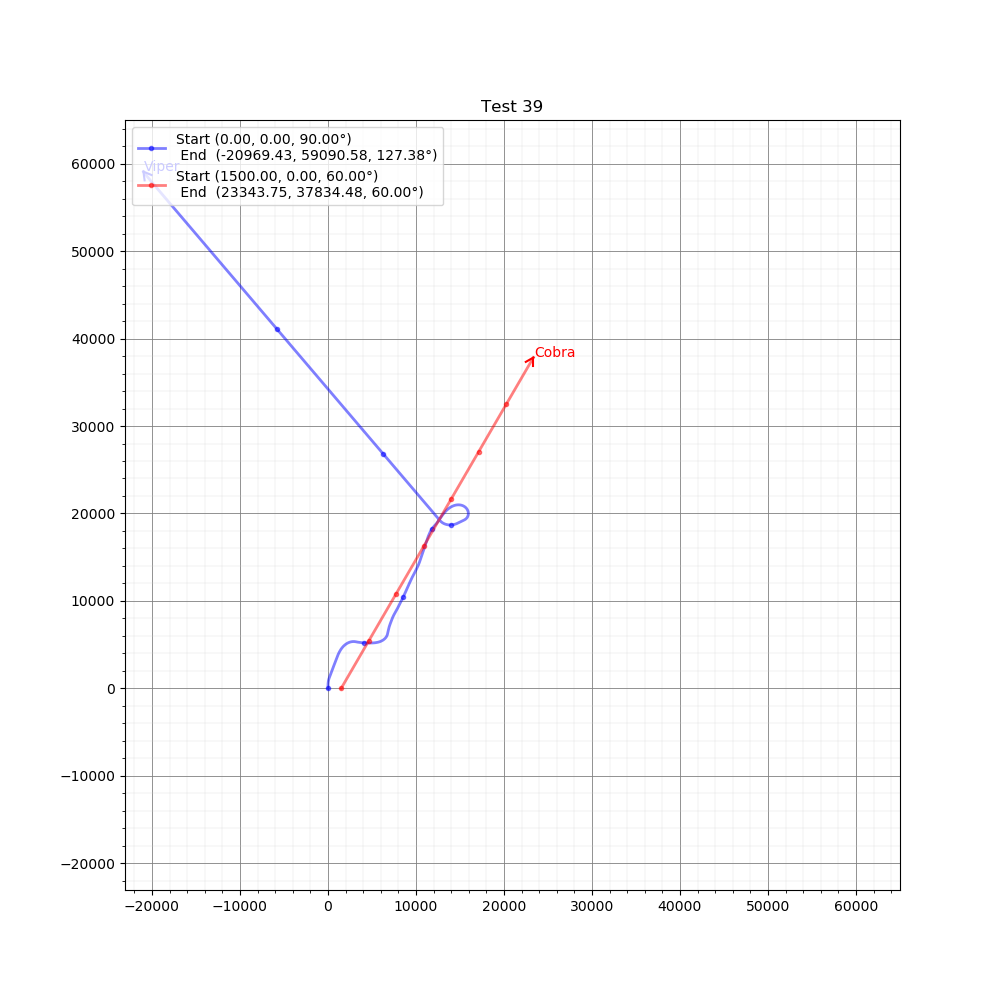 Test 39
Start (0.00, 0.00, 90.00°)
End (-20969.43, 59090.58, 127.38°)
Start (1500.00, 0.00, 60.00°)
End (23343.75, 37834.48, 60.00°)
Viper
Cobra
60000
50000
40000
30000
20000
10000
0
−10000
−20000
−20000 −10000 0 10000 20000 30000 40000 50000 60000